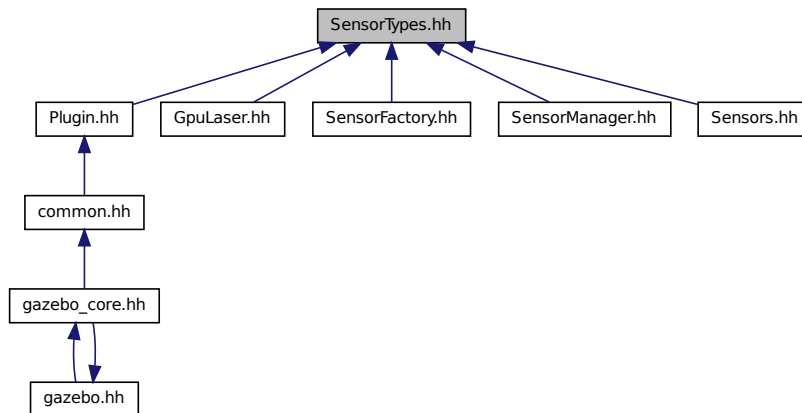 SensorTypes.hh
Plugin.hh
GpuLaser.hh
SensorFactory.hh
SensorManager.hh
Sensors.hh
common.hh
gazebo_core.hh
gazebo.hh